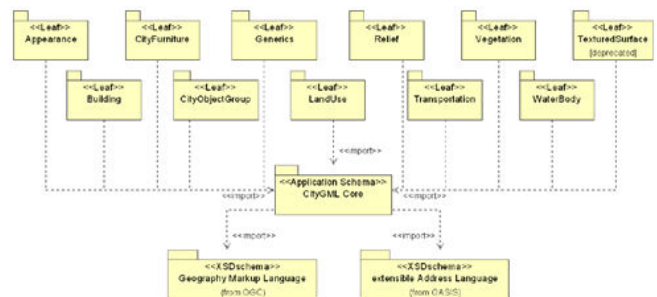 <<Leaf>>
Appearance
<<Leaf>>
CityFurniture
<<Leaf>>
Generics
<<Leaf>>
Relief
<<Leaf>>
Vegetation
<<Leaf>>
TexturedSurface
[deprecated]
<<Leaf>>
Building
<<Leaf>>
CityObjectGroup
<<Leaf>>
LandUse
<<Leaf>>
Transportation
<<Leaf>>
WaterBody
<<import>>
<<Application Schema>>
CityGML Core
<<import>>
<<import>>
<<import>>
<<import>>
<<XSDschema>>
Geography Markup Language
(from OGC)
<<XSDschema>>
extensible Address Language
(from OASIS)